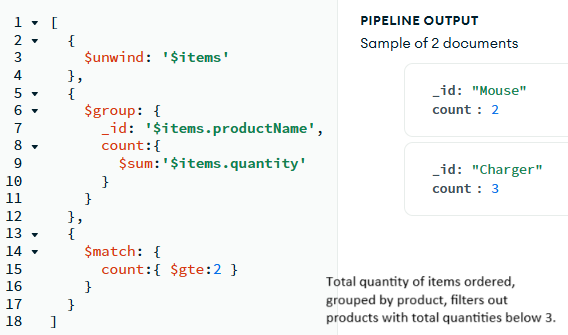 1 [
2 {
3 $unwind: '$items'
4 },
5 {
6 $group: {
7 _id: '$items.productName',
8 count:{
9 $sum:'$items.quantity'
10 }
11 }
12 },
13 {
14 $match: {
15 count:{ $gte:2 }
16 }
17 }
18 ]
PIPELINE OUTPUT
Sample of 2 documents
_id: "Mouse"
count : 2
_id: "Charger"
count : 3
Total quantity of items ordered,
grouped by product, filters out
products with total quantities below 3.